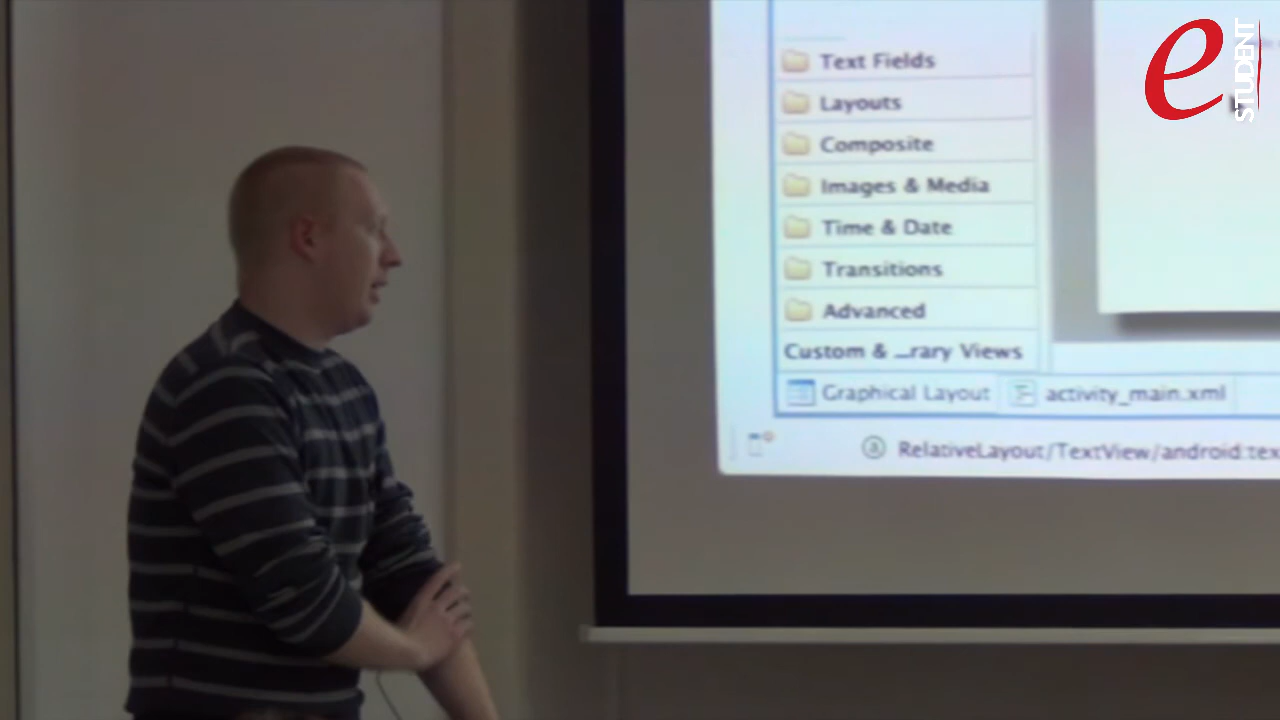 Text Fields
Layouts
Composite
Images & Media
Time & Date
Transitions
Advanced
Custom & ...rary Views
Graphical Layout
activity_main.xml
RelativeLayout/TextView/android:tex
e
STUDENT